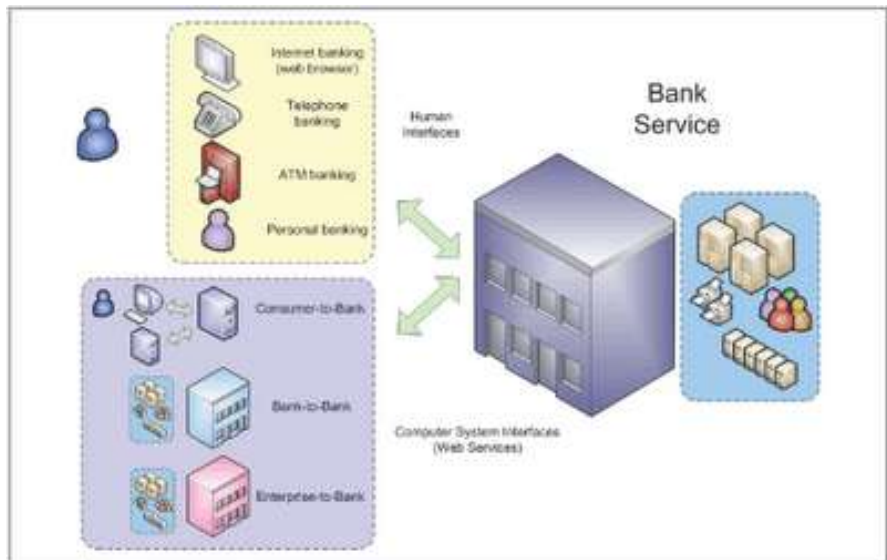 Internet banking
(web browser)
Telephone
banking
ATM banking
Personal banking
Human
Interfaces
Bank
Service
Consumer-to-Bank
Bank-to-Bank
Enterprise-to-Bank
Computer System Interfaces
(Web Services)